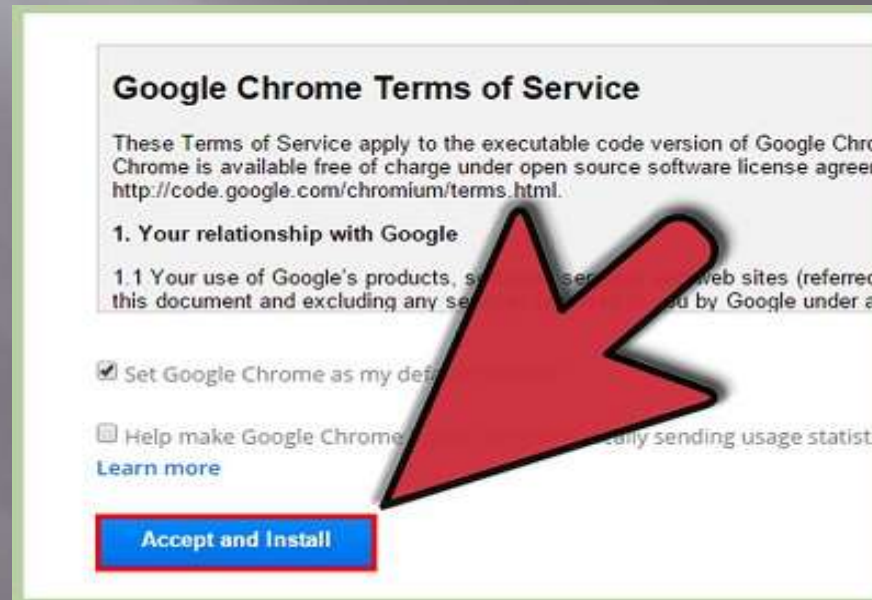 Google Chrome Terms of Service
These Terms of Service apply to the executable code version of Google
Chrome is available free of charge under open source software license
http://code.google.com/chromium/terms.html.
1. Your relationship with Google
1.1 Your use of Google's products, web sites (referred
this document and excluding any by Google under
Set Google Chrome as my
Help make Google Chrome sending usage
Learn more
Accept and Install